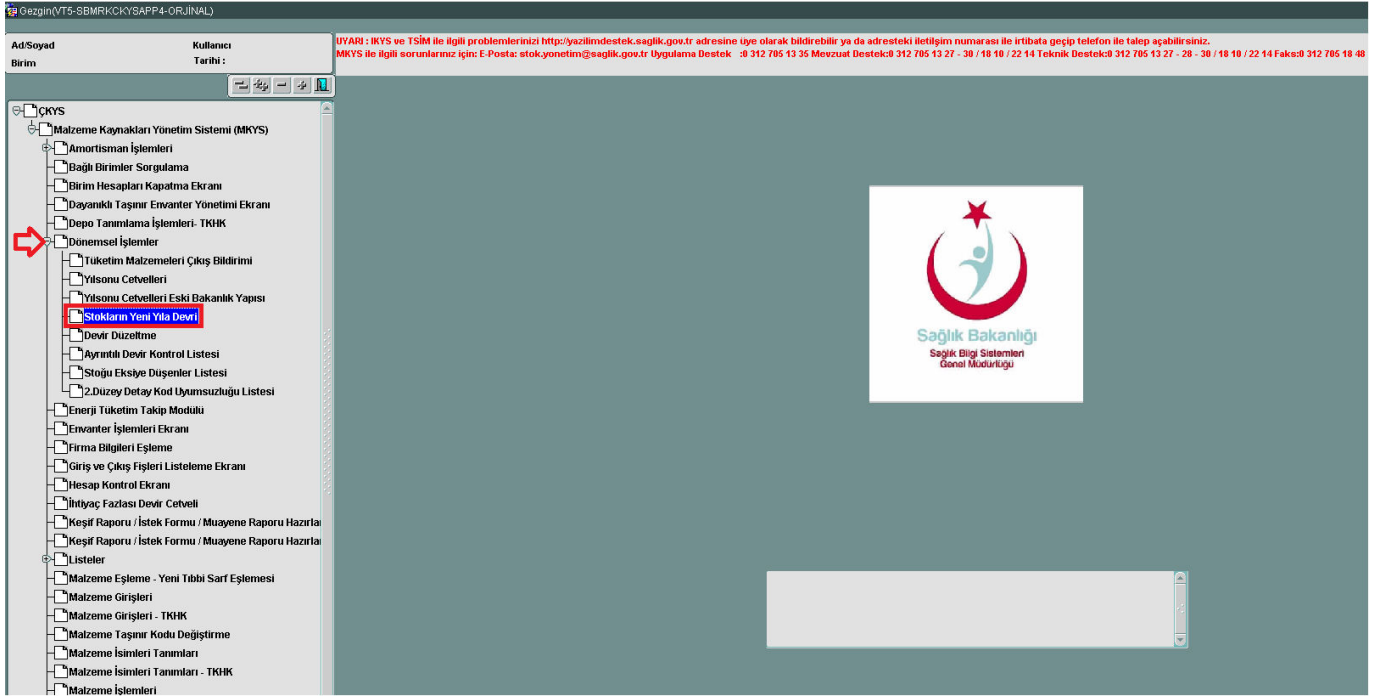 Gezgin(VT5-SBMRKCKYSAPP4-ORJİNAL)
Ad/Soyad Kullanıcı
Birim Tarihi :
UYARI : IKYS ve TSİM ile ilgili problemlerinizi http://yazilimdestek.saglik.gov.tr adresine üye olarak bildirebilir ya da adresteki iletilşim numarası ile irtibata geçip telefon ile talep açabilirsiniz.
MKYS ile ilgili sorunlarınız için: E-Posta: stok.yonetim@saglik.gov.tr Uygulama Destek :0 312 705 13 35 Mevzuat Destek:0 312 705 13 27 - 30 / 18 10 / 22 14 Teknik Destek:0 312 705 13 27 - 28 - 30 / 18 10 / 22 14 Faks:0 312 705 18 48
ÇKYS
Malzeme Kaynakları Yönetim Sistemi (MKYS)
Amortisman İşlemleri
Bağlı Birimler Sorgulama
Birim Hesapları Kapatma Ekranı
Dayanıklı Taşınır Envanter Yönetimi Ekranı
Depo Tanımlama İşlemleri- TKHK
Dönemsel İşlemler
Tüketim Malzemeleri Çıkış Bildirimi
Yılsonu Cetvelleri
Yılsonu Cetvelleri Eski Bakanlık Yapısı
Stokların Yeni Yıla Devri
Devir Düzeltme
Ayrıntılı Devir Kontrol Listesi
Stoğu Eksiye Düşenler Listesi
2.Düzey Detay Kod Uyumsuzluğu Listesi
Enerji Tüketim Takip Modülü
Envanter İşlemleri Ekranı
Firma Bilgileri Eşleme
Giriş ve Çıkış Fişleri Listeleme Ekranı
Hesap Kontrol Ekranı
İhtiyaç Fazlası Devir Cetveli
Keşif Raporu / İstek Formu / Muayene Raporu Hazırla
Keşif Raporu / İstek Formu / Muayene Raporu Hazırla
Listeler
Malzeme Eşleme - Yeni Tıbbi Sarf Eşlemesi
Malzeme Girişleri
Malzeme Girişleri - TKHK
Malzeme Taşınır Kodu Değiştirme
Malzeme İsimleri Tanımları
Malzeme İsimleri Tanımları - TKHK
Malzeme İşlemleri
Sağlık Bakanlığı
Sağlık Bilgi Sistemleri
Genel Müdürlüğü